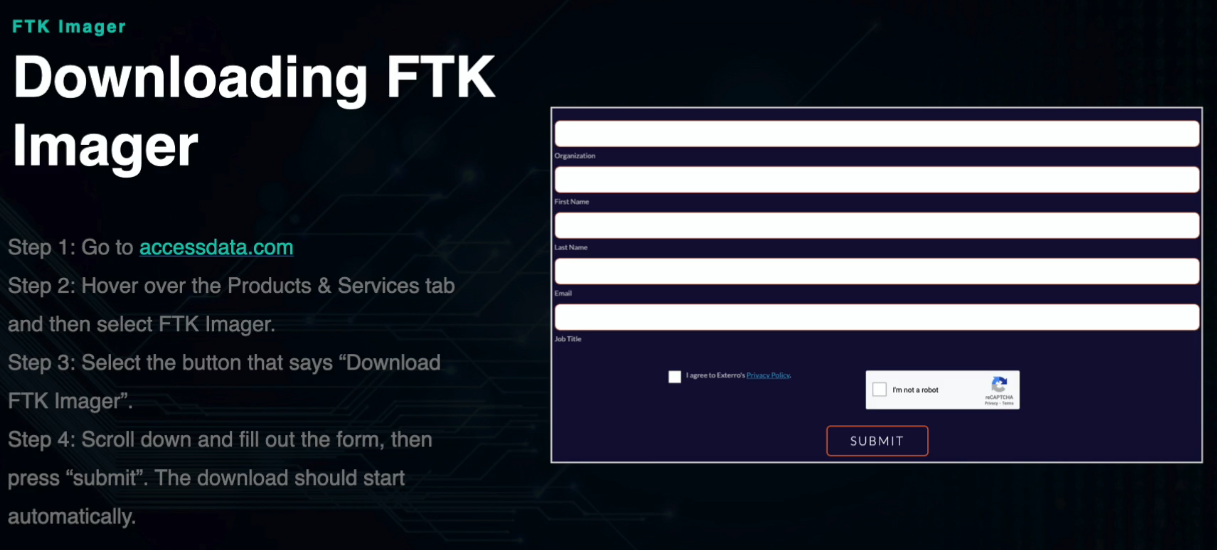 FTK Imager
Downloading FTK
Imager
Step 1: Go to accessdata.com
Step 2: Hover over the Products & Services tab
and then select FTK Imager.
Step 3: Select the button that says “Download
FTK Imager”.
Step 4: Scroll down and fill out the form, then
press “submit”. The download should start
automatically.
Organization
First Name
Last Name
Email
Job Title
I agree to Exterro's Privacy Policy.
I'm not a robot
reCAPTCHA
Privacy - Terms
SUBMIT